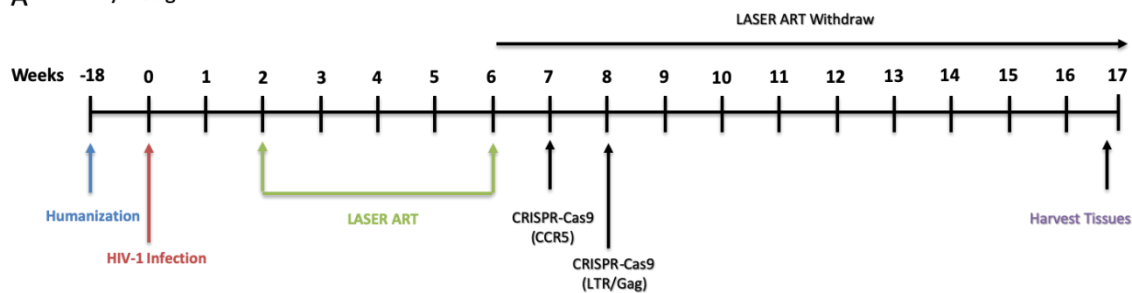 A
LASER ART Withdraw
Weeks -18 0 1 2 3 4 5 6 7 8 9 10 11 12 13 14 15 16 17
Humanization
HIV-1 Infection
LASER ART
CRISPR-Cas9
(CCR5)
CRISPR-Cas9
(LTR/Gag)
Harvest Tissues